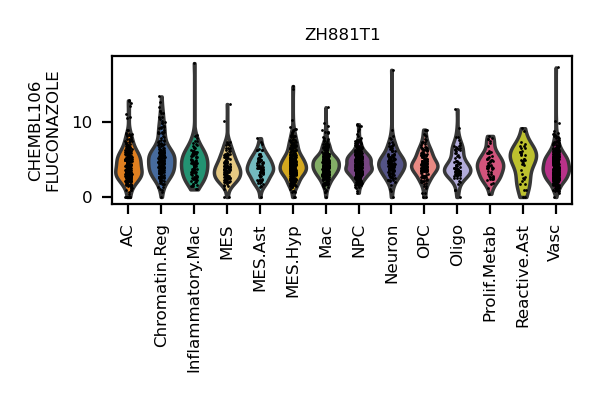 ZH881T1
CHEMBL106
FLUCONAZOLE
10
0
AC
Chromatin.Reg
Inflammatory.Mac
MES
MES.Ast
MES.Hyp
Mac
NPC
Neuron
OPC
Oligo
Prolif.Metab
Reactive.Ast
Vasc